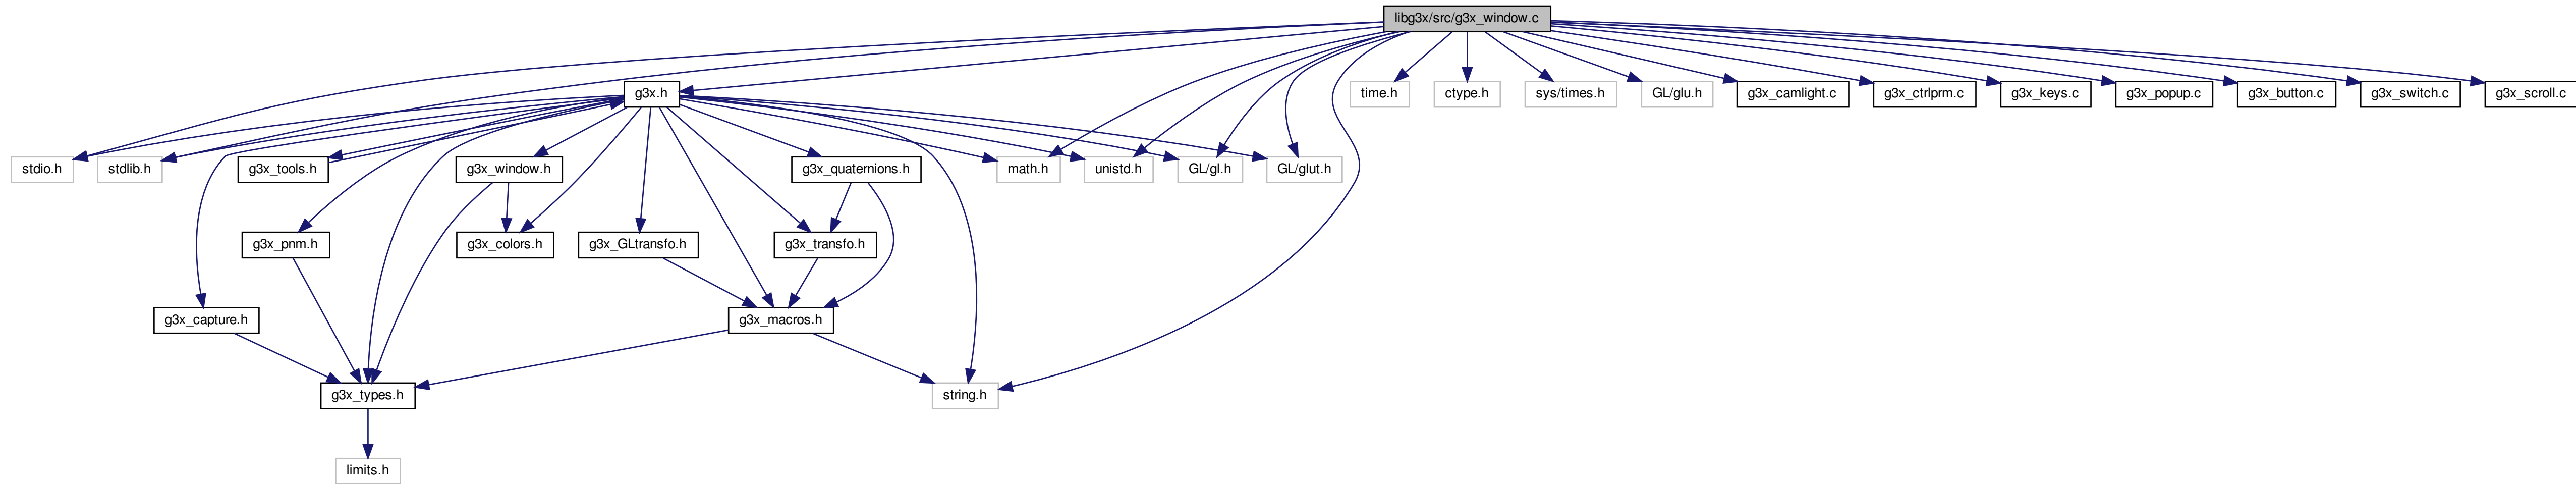 libg3x/src/g3x_window.c
g3x.h
time.h
ctype.h
sys/times.h
GL/glu.h
g3x_camlight.c
g3x_ctrlprm.c
g3x_keys.c
g3x_popup.c
g3x_button.c
g3x_switch.c
g3x_scroll.c
stdio.h
stdlib.h
g3x_tools.h
g3x_window.h
g3x_quaternions.h
math.h
unistd.h
GL/gl.h
GL/glut.h
g3x_pnm.h
g3x_colors.h
g3x_GLtransfo.h
g3x_transfo.h
g3x_capture.h
g3x_macros.h
g3x_types.h
string.h
limits.h